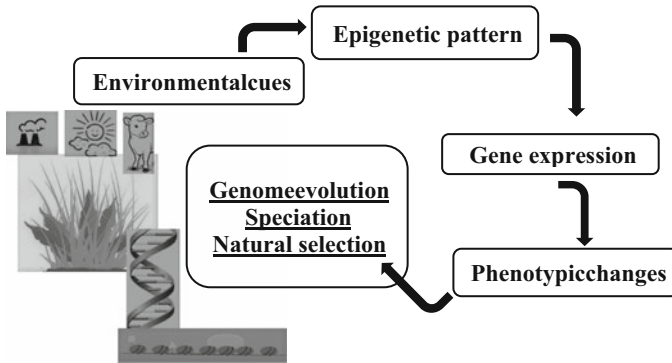 Epigenetic pattern
Environmentalcues
Gene expression
Genomeevolution
Speciation
Natural selection
Phenotypicchanges